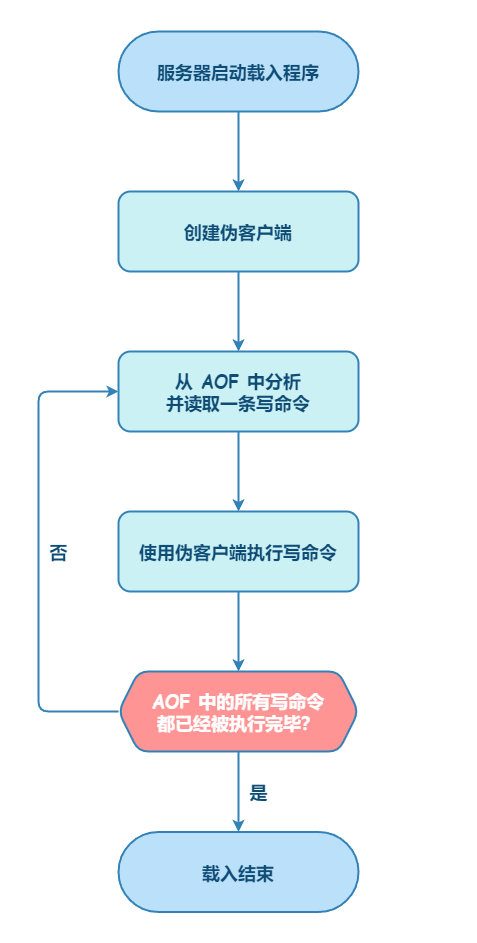 服务器启动载入程序
创建伪客户端
从 AOF 中分析
并读取一条写命令
使用伪客户端执行写命令
否
AOF 中的所有写命令
都已经被执行完毕？
是
载入结束